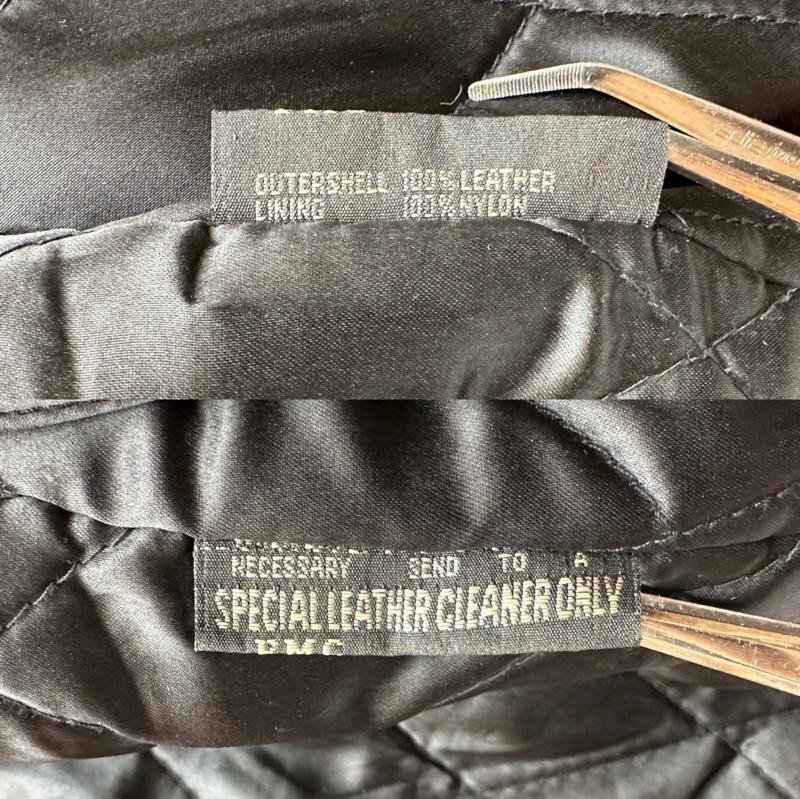 OUTERSHELL 100% LEATHER
LINING 100% NYLON
NECESSARY SEND TO A
SPECIAL LEATHER CLEANER ONLY